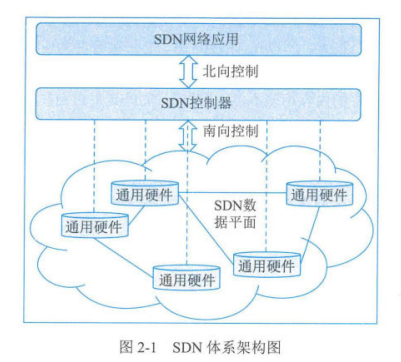 SDN网络应用
北向控制
SDN控制器
南向控制
通用硬件
SDN数
据平面
通用硬件
通用硬件
通用硬件
通用硬件
图 2-1 SDN 体系架构图